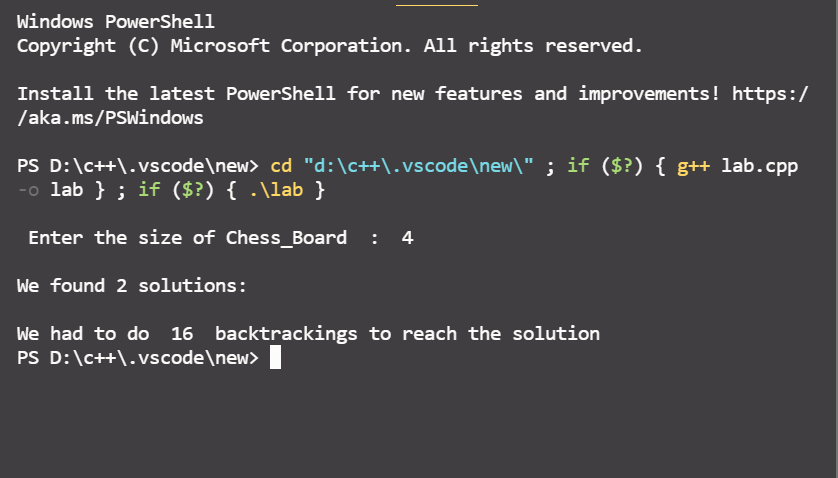 Windows PowerShell
Copyright (C) Microsoft Corporation. All rights reserved.
Install the latest PowerShell for new features and improvements! https:/
/aka.ms/PSWindows
PS D:\c++\.vscode\new> cd "d:\c++\.vscode\new\" ; if ($?) { g++ lab.cpp
-o lab } ; if ($?) { .\lab }
Enter the size of Chess_Board  :  4
We found 2 solutions:
We had to do  16  backtrackings to reach the solution
PS D:\c++\.vscode\new>